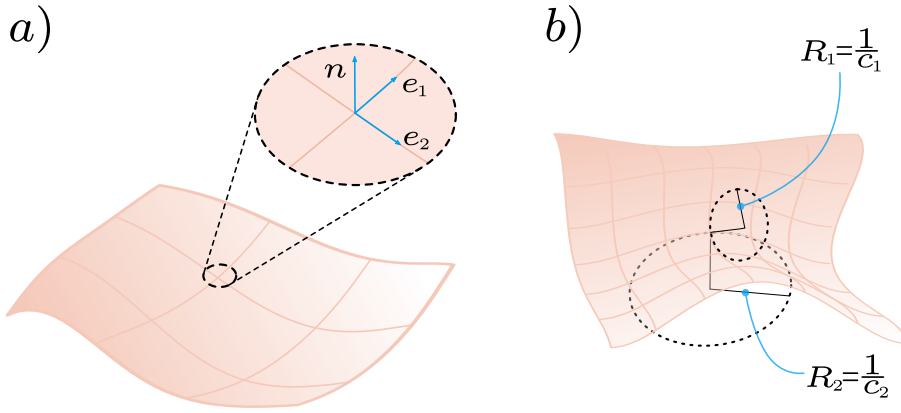 a)
n
e₁
e₂
b)
R₁=1/c₁
R₂=1/c₂